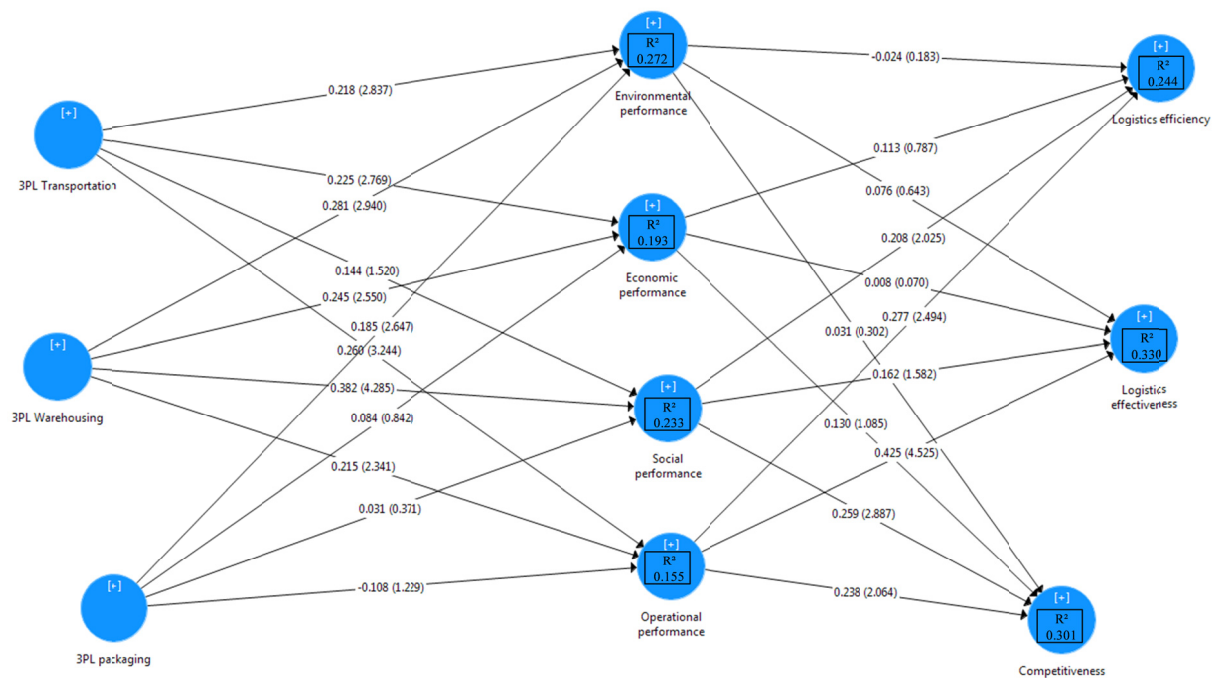 [+]
R²
0.272
Environmental
performance
[+]
R²
0.244
Logistics efficiency
-0.024 (0.183)
0.218 (2.837)
[+]
3PL Transportation
0.113 (0.787)
0.225 (2.769)
0.076 (0.643)
0.281 (2.940)
[+]
R²
0.193
Economic
performance
0.208 (2.025)
0.144 (1.520)
0.008 (0.070)
0.245 (2.550)
0.277 (2.494)
0.185 (2.647)
0.031 (0.302)
[+]
R²
0.330
Logistics
effectiveness
0.260 (3.244)
[+]
3PL Warehousing
0.162 (1.582)
0.382 (4.285)
[+]
R²
0.233
Social
performance
0.084 (0.842)
0.130 (1.085)
0.425 (4.525)
0.215 (2.341)
0.031 (0.371)
0.259 (2.887)
[+]
R²
0.155
Operational
performance
-0.108 (1.229)
0.238 (2.064)
[+]
3PL packaging
[+]
R²
0.301
Competitiveness